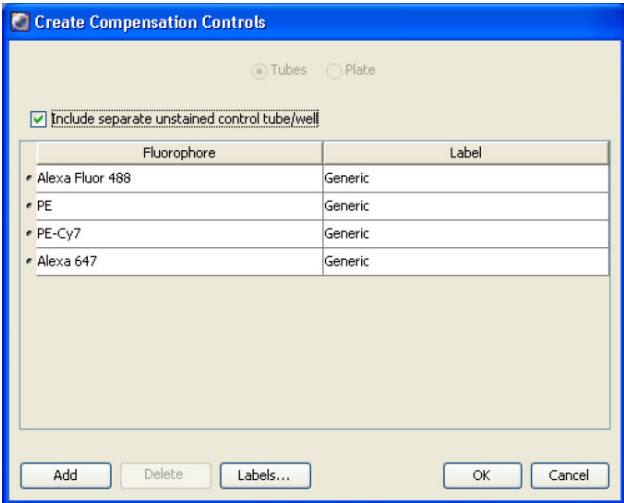 Create Compensation Controls
Tubes Plate
Include separate unstained control tube/well
Fluorophore Label
Alexa Fluor 488 Generic
PE Generic
PE-Cy7 Generic
Alexa 647 Generic
Add Delete Labels... OK Cancel